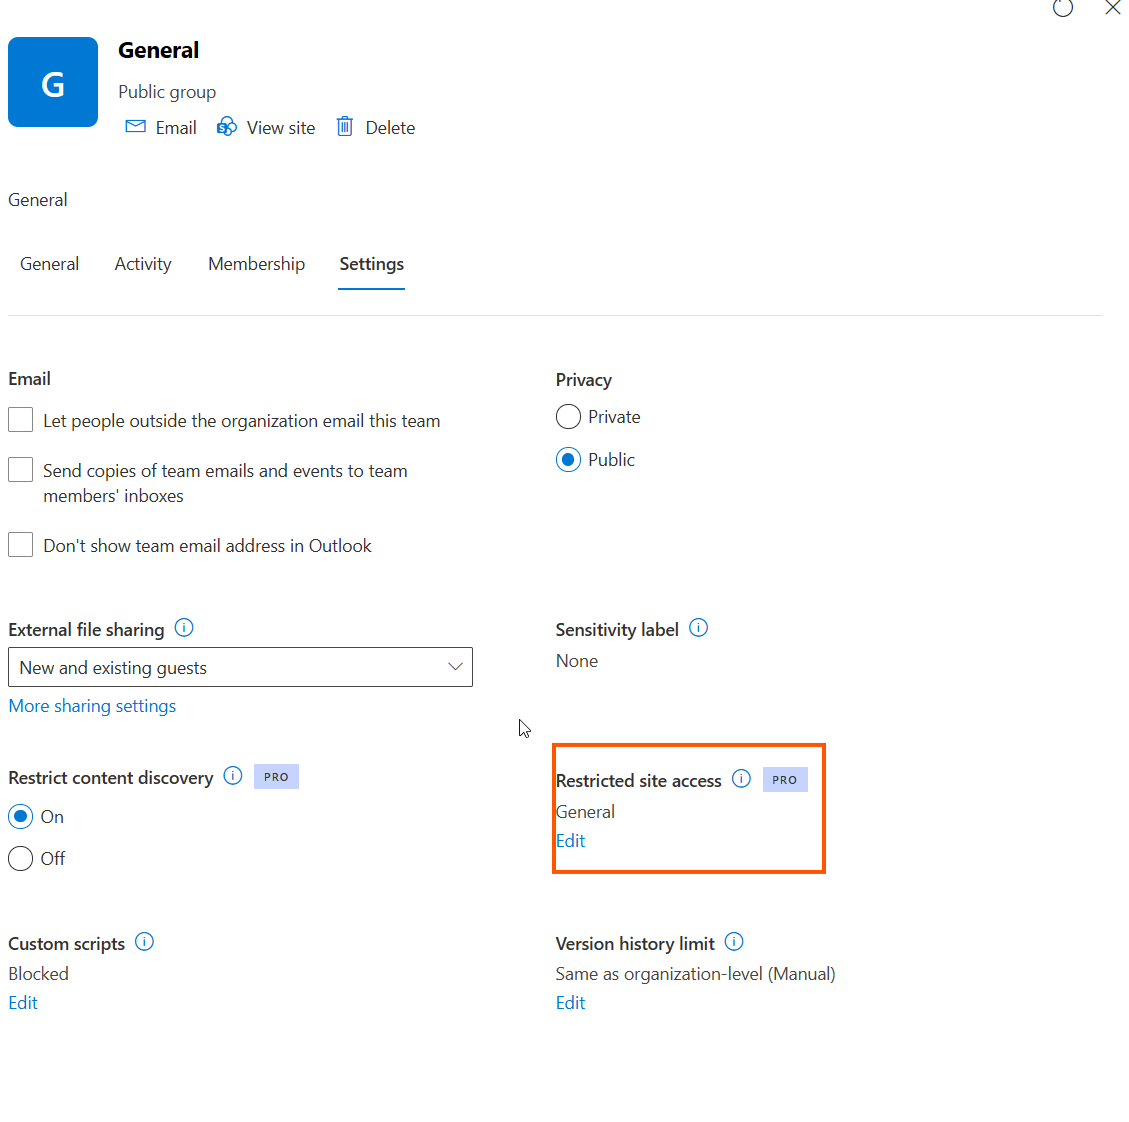 G
General
Public group
Email View site Delete
General
General Activity Membership Settings
Email
Let people outside the organization email this team
Send copies of team emails and events to team
members' inboxes
Don't show team email address in Outlook
Privacy
Private
Public
External file sharing
New and existing guests
More sharing settings
Sensitivity label
None
Restrict content discovery PRO
On
Off
Restricted site access PRO
General
Edit
Custom scripts
Blocked
Edit
Version history limit
Same as organization-level (Manual)
Edit